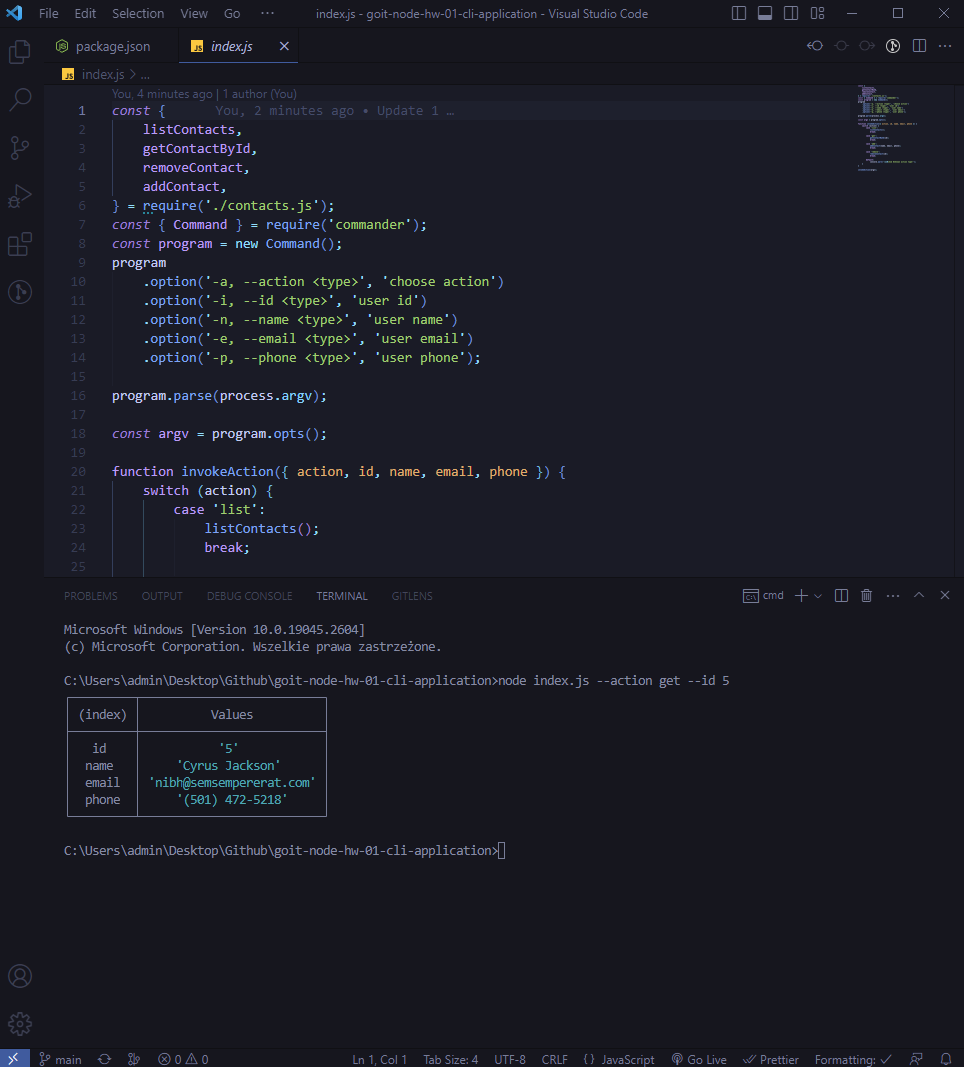 File Edit Selection View Go ··· index.js - goit-node-hw-01-cli-application - Visual Studio Code
package.json index.js
index.js > ...
You, 4 minutes ago | 1 author (You)
1 const { You, 2 minutes ago • Update 1 …
2 listContacts,
3 getContactById,
4 removeContact,
5 addContact,
6 } = require('./contacts.js');
7 const { Command } = require('commander');
8 const program = new Command();
9 program
10 .option('-a, --action <type>', 'choose action')
11 .option('-i, --id <type>', 'user id')
12 .option('-n, --name <type>', 'user name')
13 .option('-e, --email <type>', 'user email')
14 .option('-p, --phone <type>', 'user phone');
15
16 program.parse(process.argv);
17
18 const argv = program.opts();
19
20 function invokeAction({ action, id, name, email, phone }) {
21 switch (action) {
22 case 'list':
23 listContacts();
24 break;
25
PROBLEMS OUTPUT DEBUG CONSOLE TERMINAL GITLENS cmd
Microsoft Windows [Version 10.0.19045.2604]
(c) Microsoft Corporation. Wszelkie prawa zastrzeżone.
C:\Users\admin\Desktop\Github\goit-node-hw-01-cli-application>node index.js --action get --id 5
(index) Values
id '5'
name 'Cyrus Jackson'
email 'nibh@semsempererat.com'
phone '(501) 472-5218'
C:\Users\admin\Desktop\Github\goit-node-hw-01-cli-application>
main 0 0 Ln 1, Col 1 Tab Size: 4 UTF-8 CRLF {} JavaScript Go Live Prettier Formatting: